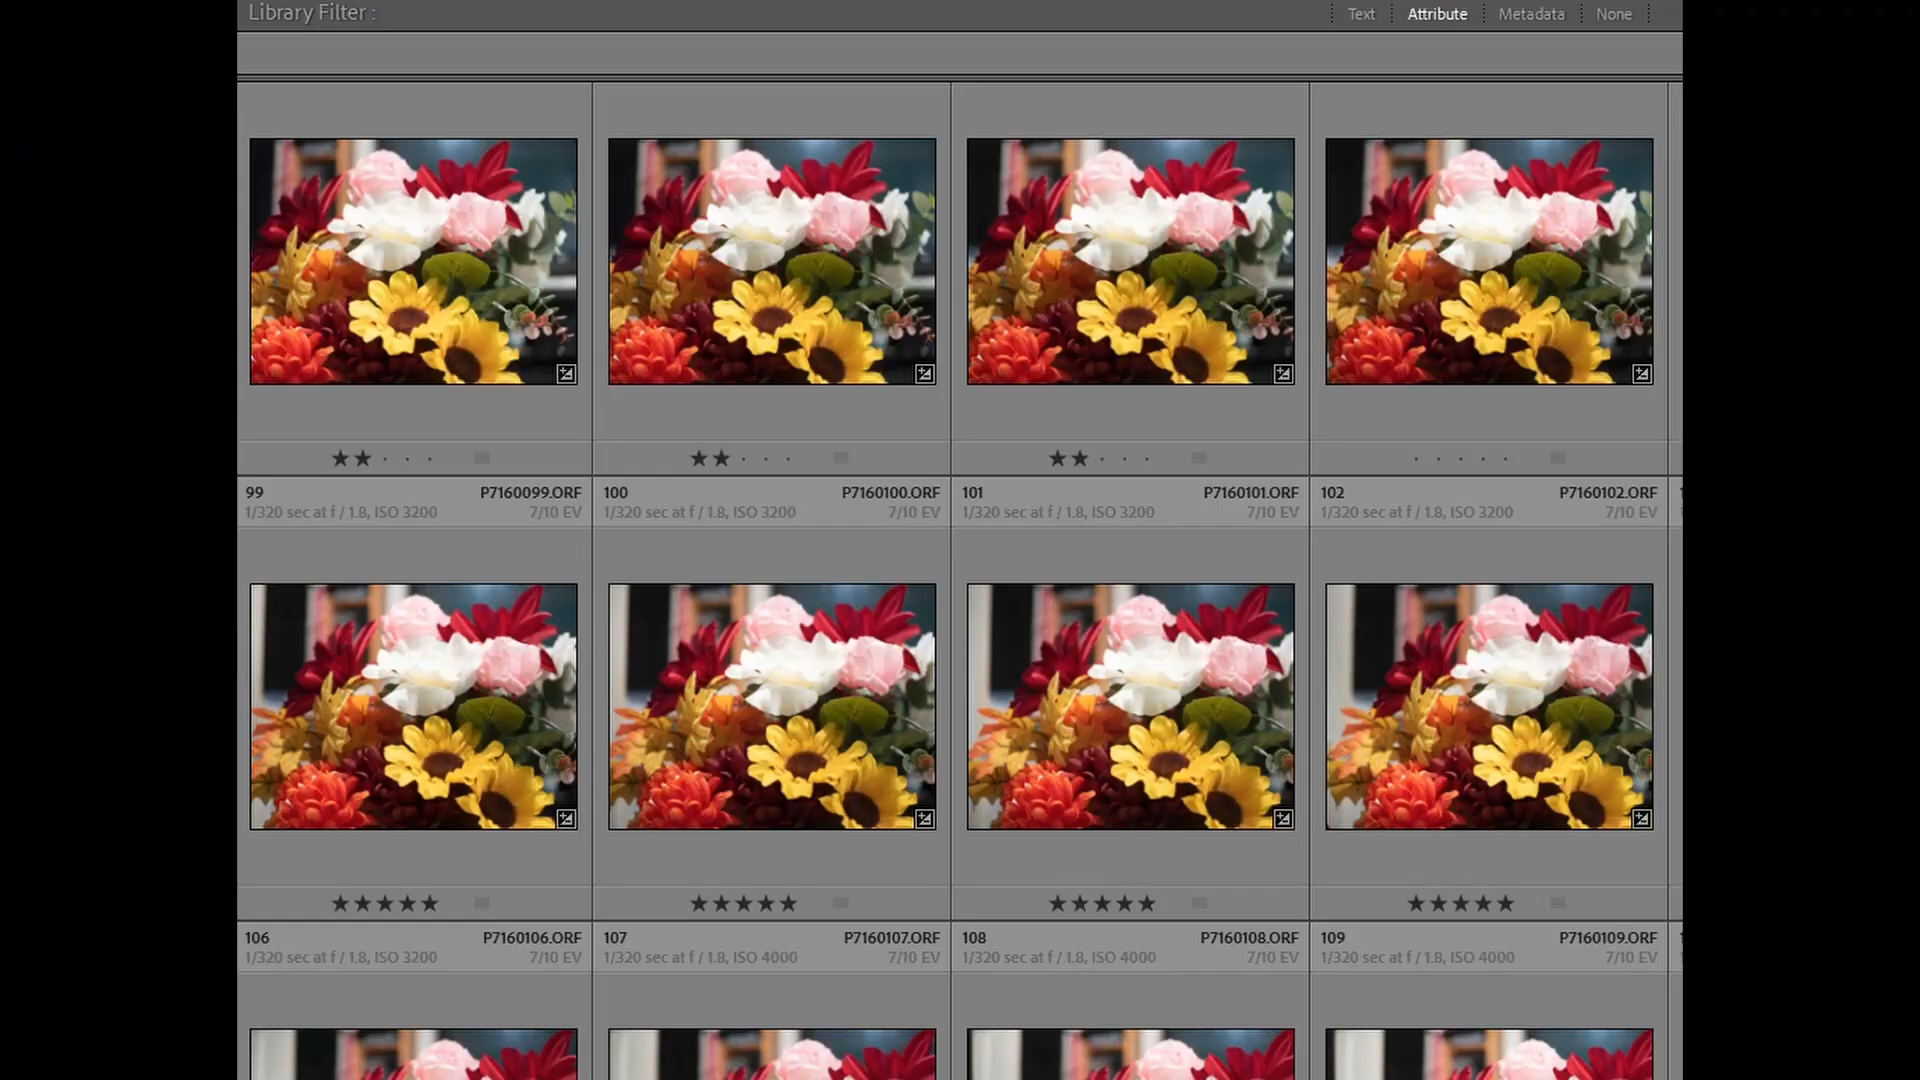 Library Filter :
Text Attribute Metadata None
99 P7160099.ORF
1/320 sec at f / 1.8, ISO 3200 7/10 EV
100 P7160100.ORF
1/320 sec at f / 1.8, ISO 3200 7/10 EV
101 P7160101.ORF
1/320 sec at f / 1.8, ISO 3200 7/10 EV
102 P7160102.ORF
1/320 sec at f / 1.8, ISO 3200 7/10 EV
106 P7160106.ORF
1/320 sec at f / 1.8, ISO 3200 7/10 EV
107 P7160107.ORF
1/320 sec at f / 1.8, ISO 4000 7/10 EV
108 P7160108.ORF
1/320 sec at f / 1.8, ISO 4000 7/10 EV
109 P7160109.ORF
1/320 sec at f / 1.8, ISO 4000 7/10 EV